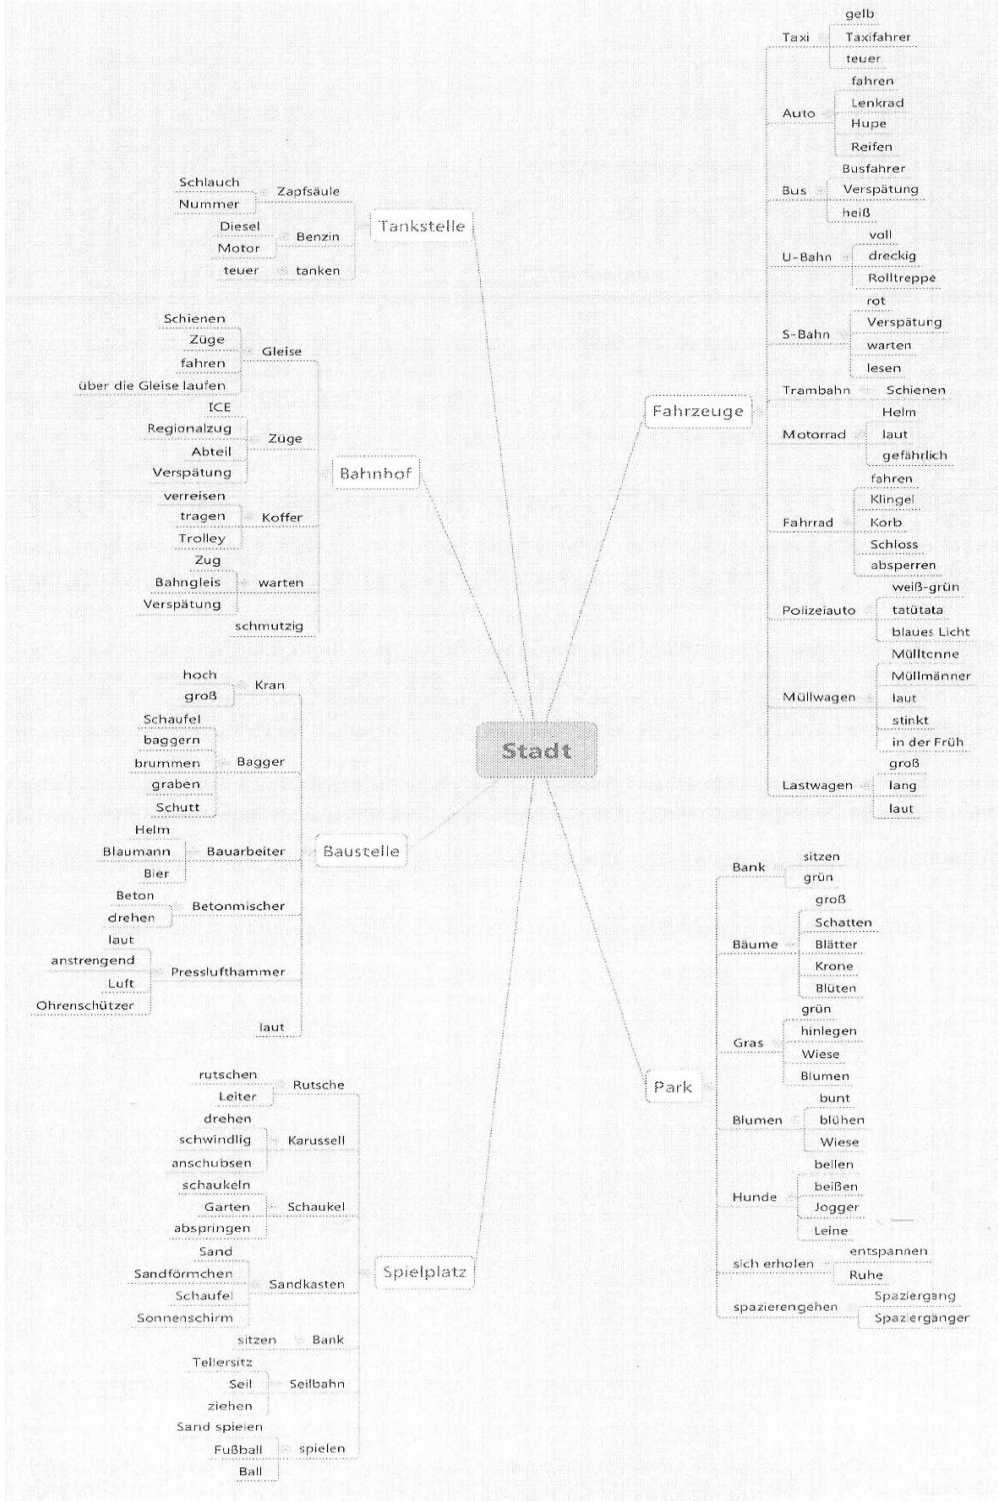 Stadt
Tankstelle
Zapfsäule
Schlauch
Nummer
Benzin
Diesel
Motor
tanken
teuer
Bahnhof
Gleise
Schienen
Züge
fahren
über die Gleise laufen
Züge
ICE
Regionalzug
Abteil
Verspätung
Koffer
verreisen
tragen
Trolley
warten
Zug
Bahngleis
Verspätung
schmutzig
Baustelle
Kran
hoch
groß
Bagger
Schaufel
baggern
brummen
graben
Schutt
Bauarbeiter
Helm
Blaumann
Bier
Betonmischer
Beton
drehen
Presslufthammer
laut
anstrengend
Luft
Ohrenschützer
laut
Spielplatz
Rutsche
rutschen
Leiter
Karussell
drehen
schwindlig
anschubsen
Schaukel
schaukeln
Garten
abspringen
Sandkasten
Sand
Sandförmchen
Schaufel
Sonnenschirm
Bank
sitzen
Seilbahn
Tellersitz
Seil
ziehen
spielen
Sand spielen
Fußball
Ball
Fahrzeuge
Taxi
gelb
Taxifahrer
teuer
Auto
fahren
Lenkrad
Hupe
Reifen
Bus
Busfahrer
Verspätung
heiß
U-Bahn
voll
dreckig
Rolltreppe
S-Bahn
rot
Verspätung
warten
lesen
Trambahn
Schienen
Motorrad
Helm
laut
gefährlich
Fahrrad
fahren
Klingel
Korb
Schloss
absperren
Polizeiauto
weiß-grün
tatütata
blaues Licht
Müllwagen
Mülltonne
Müllmänner
laut
stinkt
in der Früh
Lastwagen
groß
lang
laut
Park
Bank
sitzen
grün
Bäume
groß
Schatten
Blätter
Krone
Blüten
Gras
grün
hinlegen
Wiese
Blumen
Blumen
bunt
blühen
Wiese
Hunde
bellen
beißen
Jogger
Leine
sich erholen
entspannen
Ruhe
spazierengehen
Spaziergang
Spaziergänger